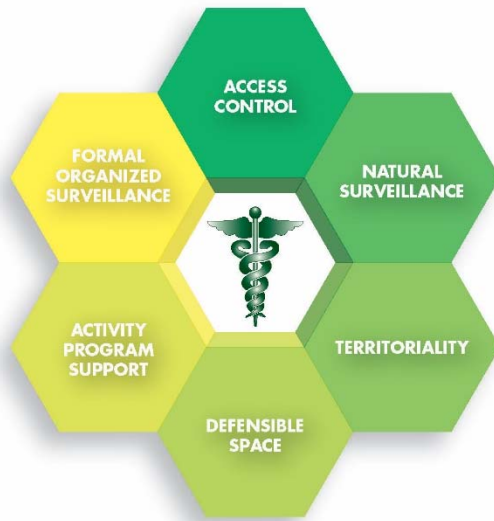 ACCESS
CONTROL
NATURAL
SURVEILLANCE
TERRITORIALITY
DEFENSIBLE
SPACE
ACTIVITY
PROGRAM
SUPPORT
FORMAL
ORGANIZED
SURVEILLANCE